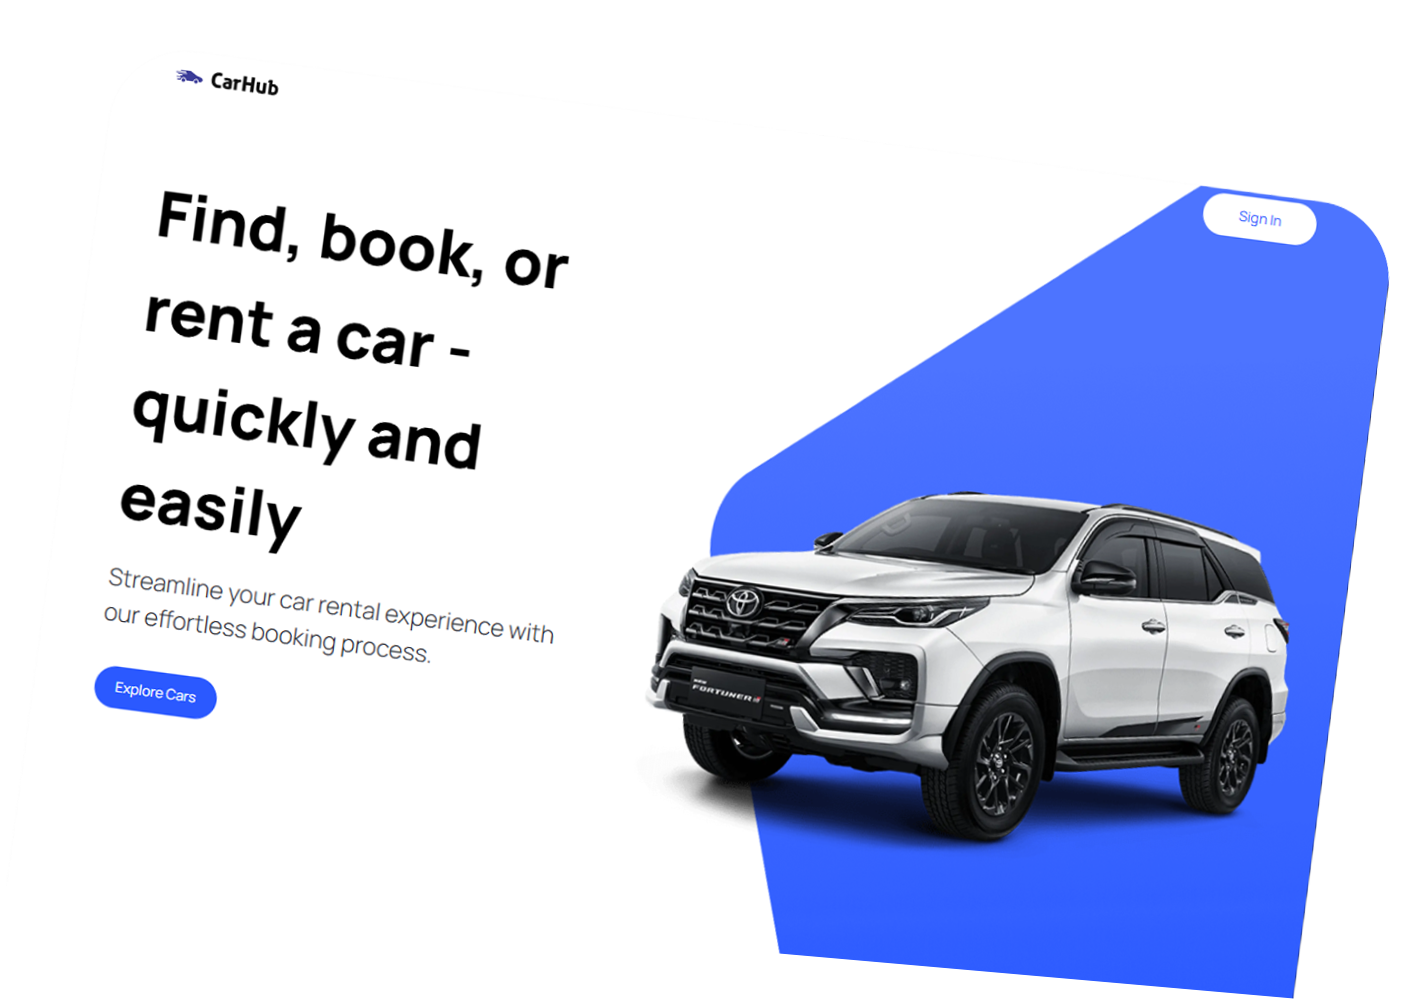 CarHub
Sign In
Find, book, or
rent a car -
quickly and
easily
Streamline your car rental experience with
our effortless booking process.
Explore Cars
NEW
FORTUNER